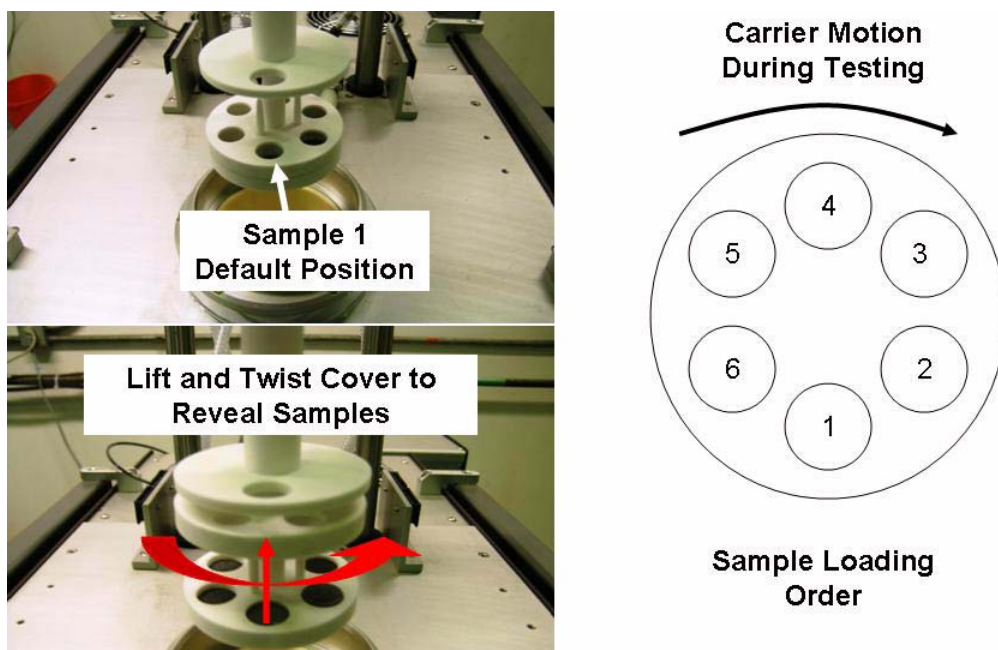 Sample 1
Default Position
Lift and Twist Cover to
Reveal Samples
Carrier Motion
During Testing
4
5
3
6
2
1
Sample Loading
Order